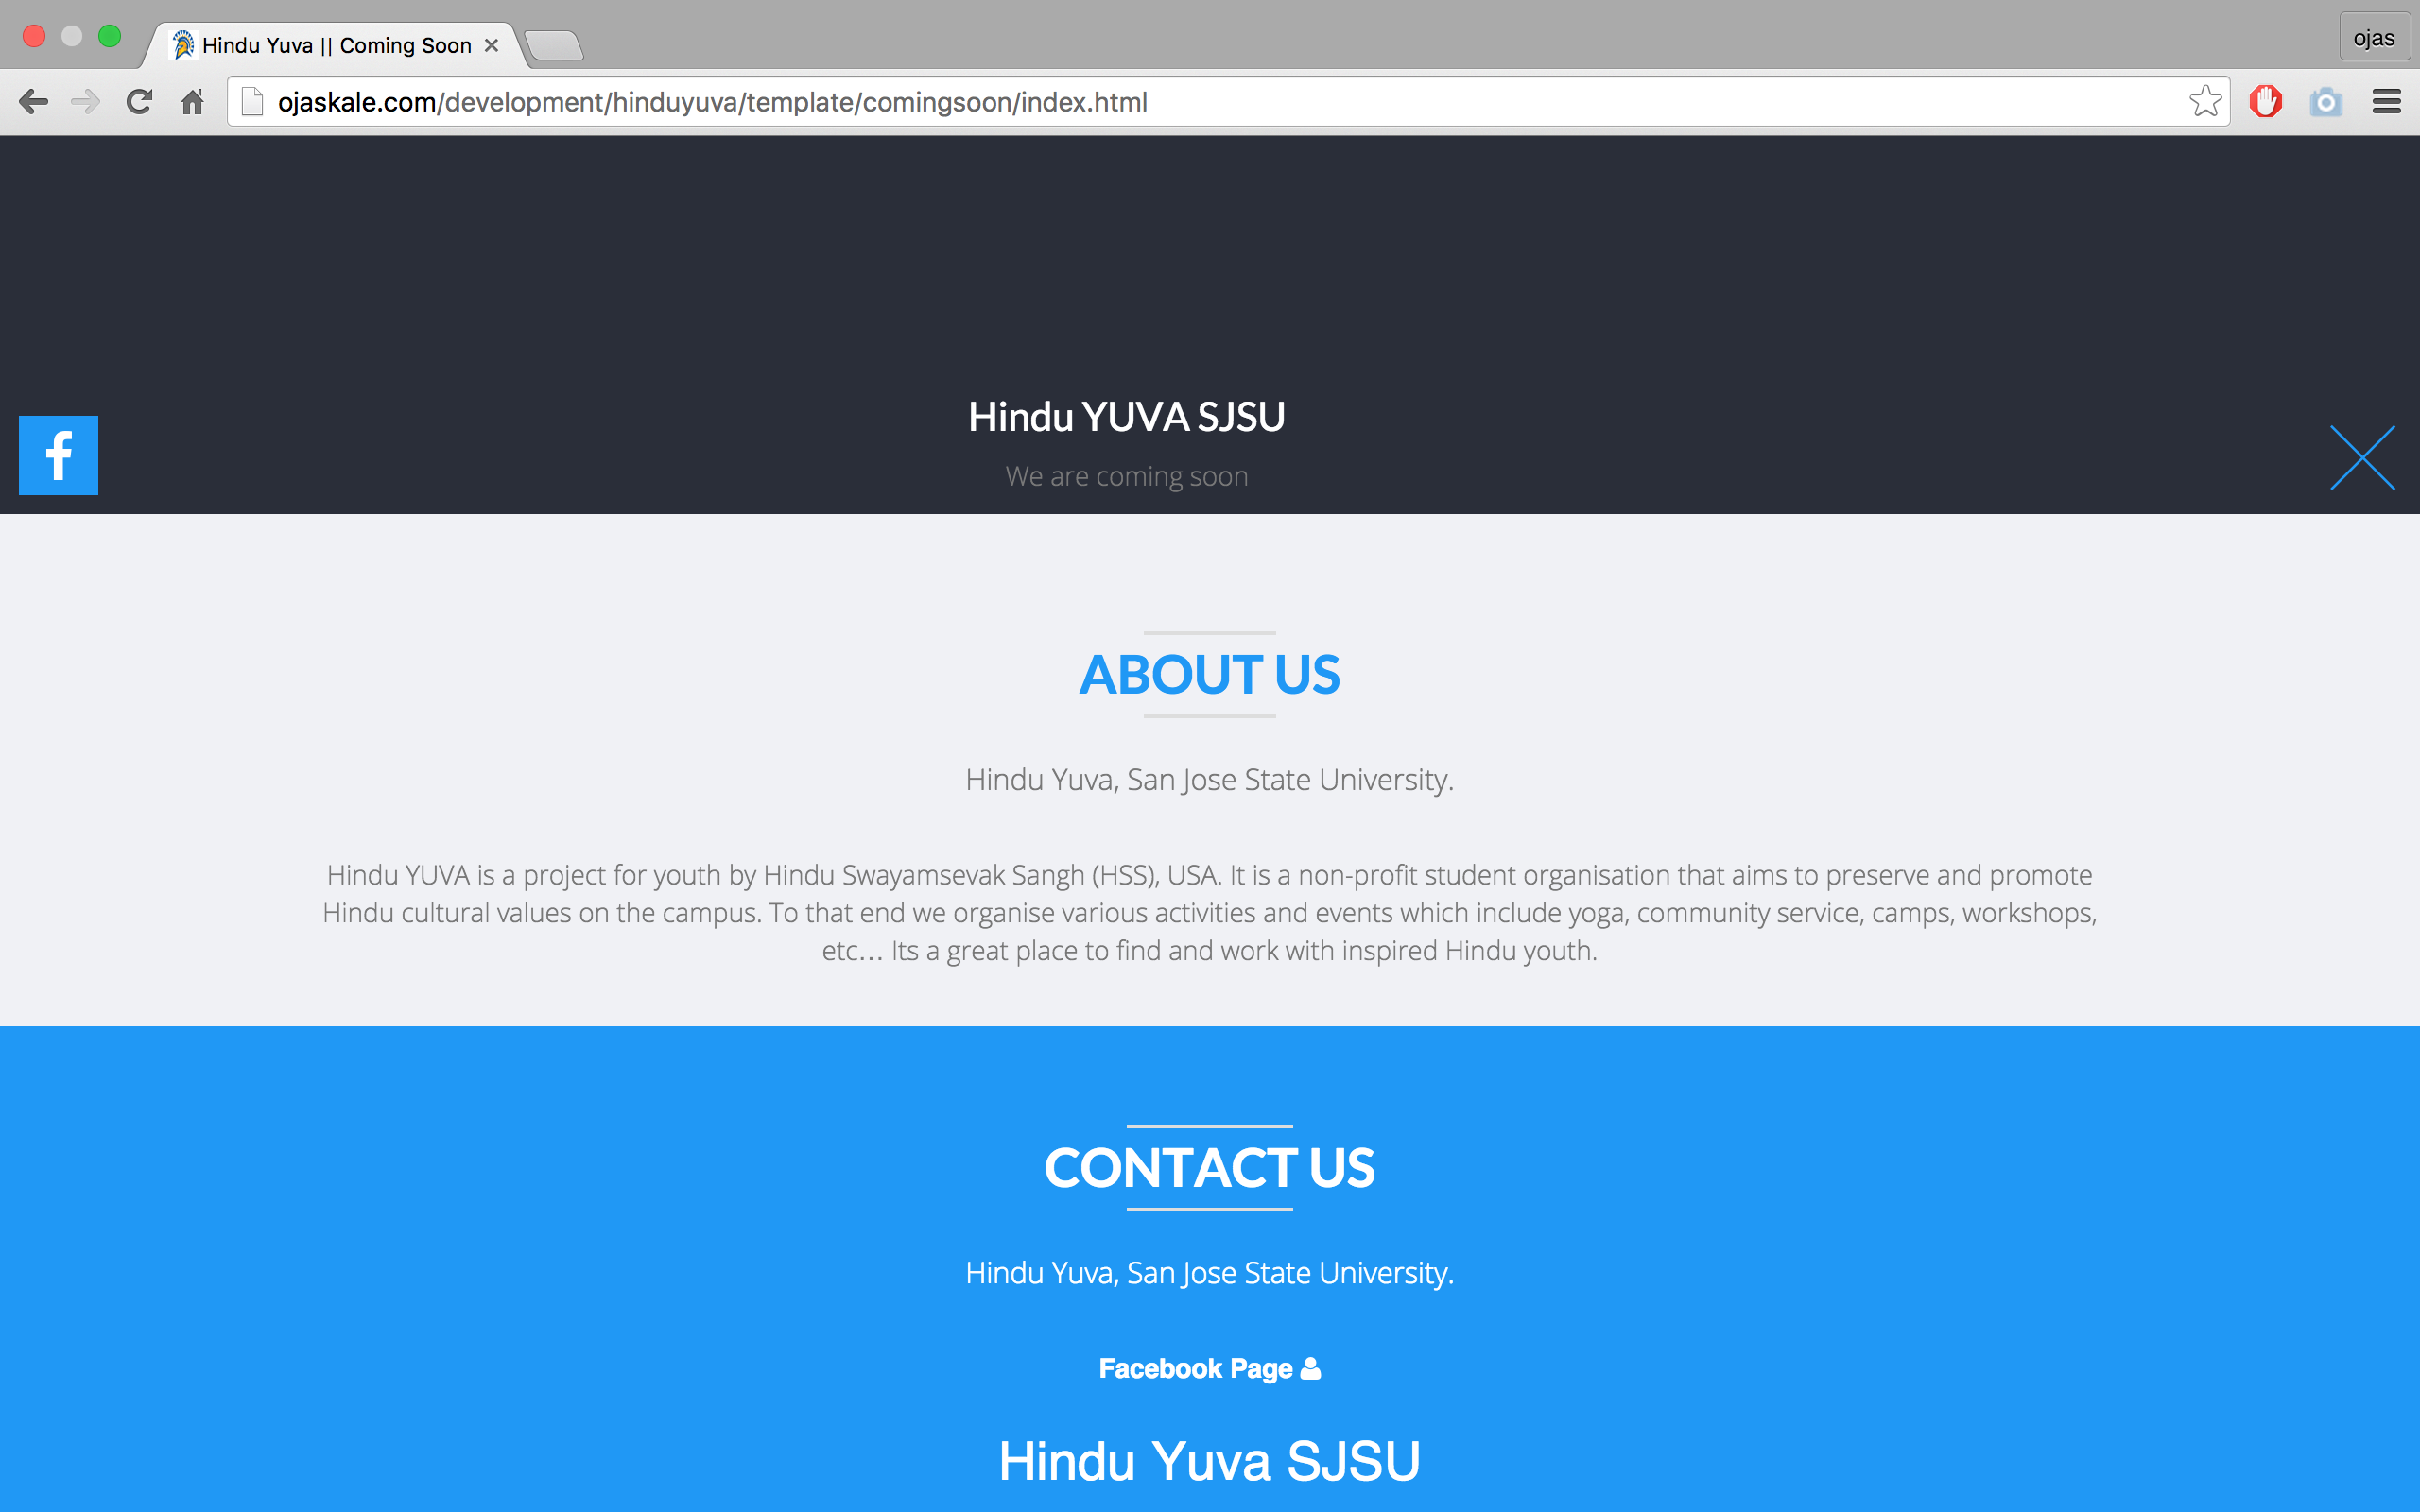 Hindu Yuva || Coming Soon
ojas
ojaskale.com/development/hinduyuva/template/comingsoon/index.html
Hindu YUVA SJSU
We are coming soon
ABOUT US
Hindu Yuva, San Jose State University.
Hindu YUVA is a project for youth by Hindu Swayamsevak Sangh (HSS), USA. It is a non-profit student organisation that aims to preserve and promote
Hindu cultural values on the campus. To that end we organise various activities and events which include yoga, community service, camps, workshops,
etc… Its a great place to find and work with inspired Hindu youth.
CONTACT US
Hindu Yuva, San Jose State University.
Facebook Page
Hindu Yuva SJSU